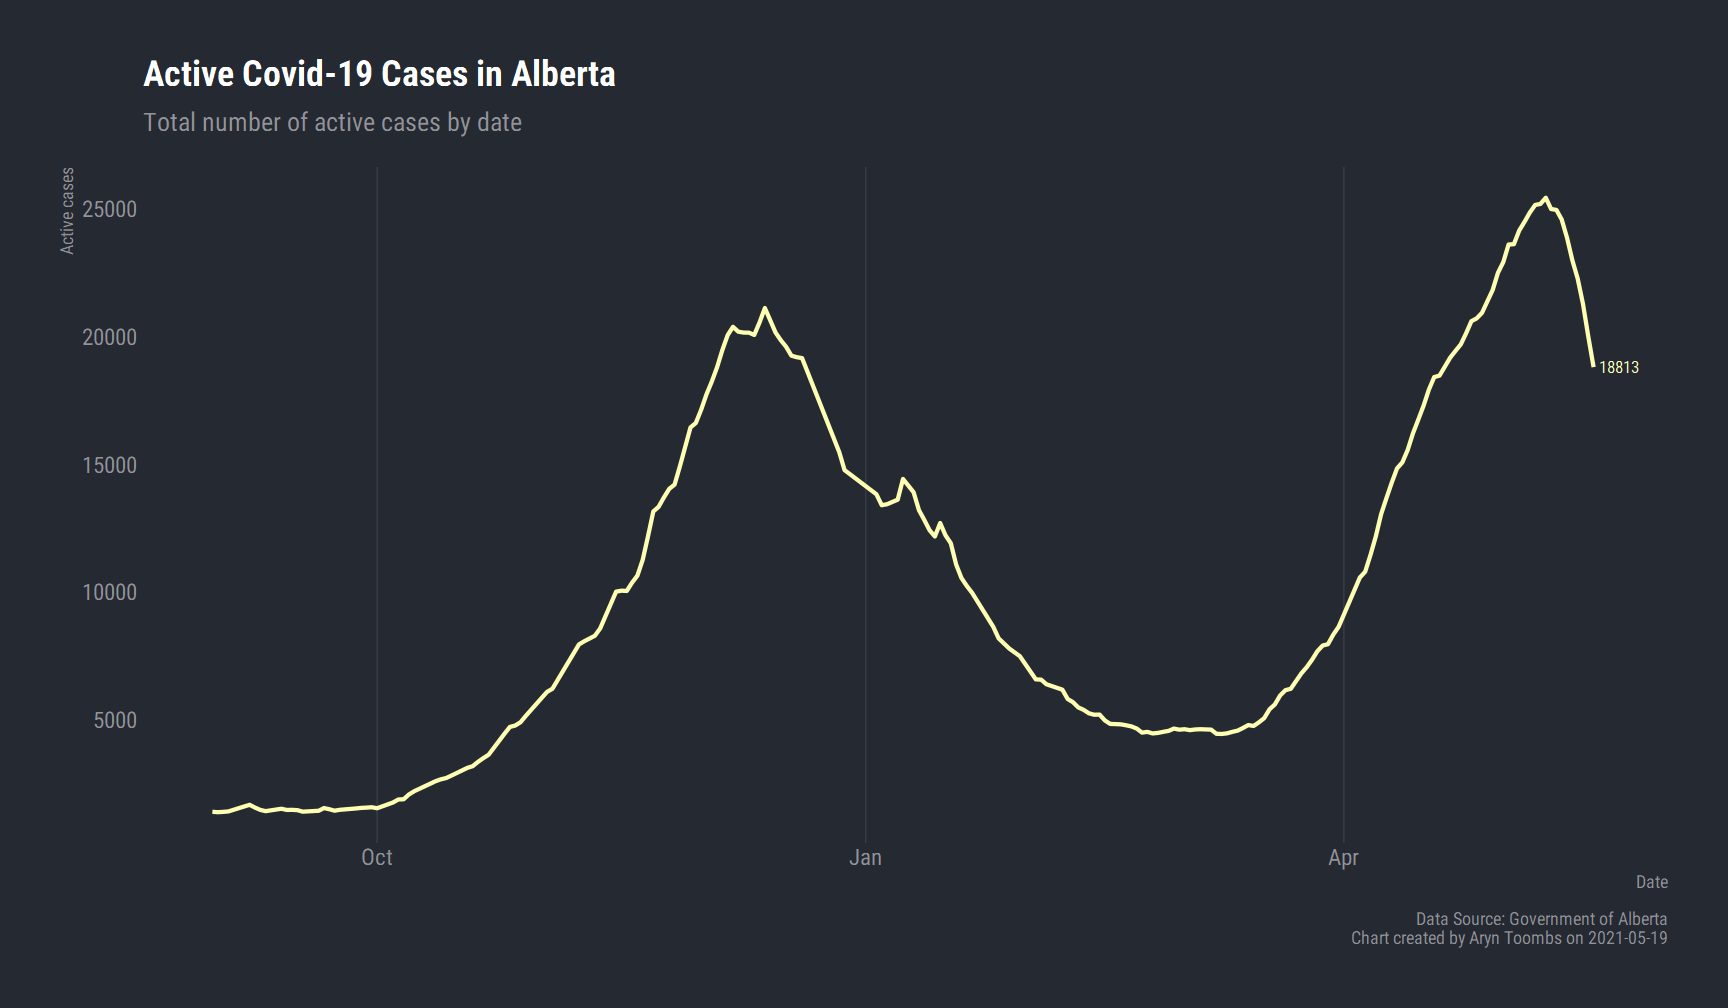 Active Covid-19 Cases in Alberta
Total number of active cases by date
Active cases
25000
20000
15000
10000
5000
18813
Oct
Jan
Apr
Date
Data Source: Government of Alberta
Chart created by Aryn Toombs on 2021-05-19